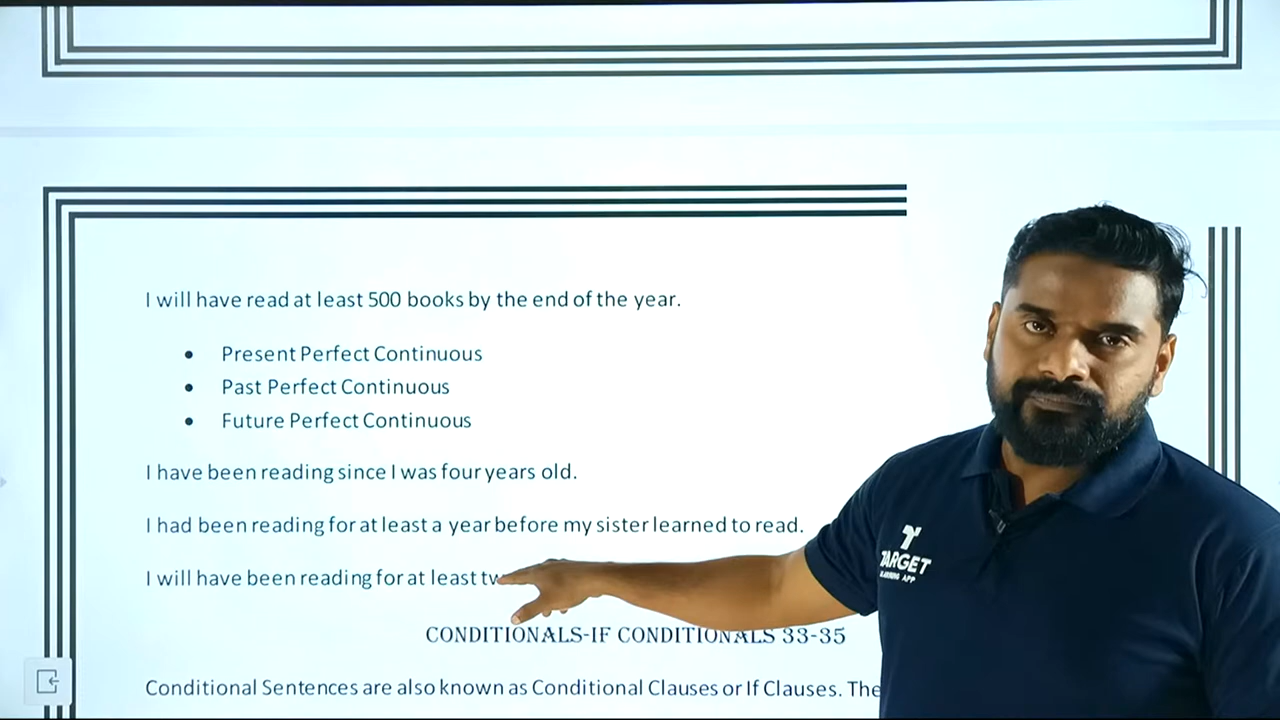 I will have read at least 500 books by the end of the year.
• Present Perfect Continuous
• Past Perfect Continuous
• Future Perfect Continuous
I have been reading since I was four years old.
I had been reading for at least a year before my sister learned to read.
I will have been reading for at least
CONDITIONALS-IF CONDITIONALS 33-35
Conditional Sentences are also known as Conditional Clauses or If Clauses. The
TARGET
LEARNING APP